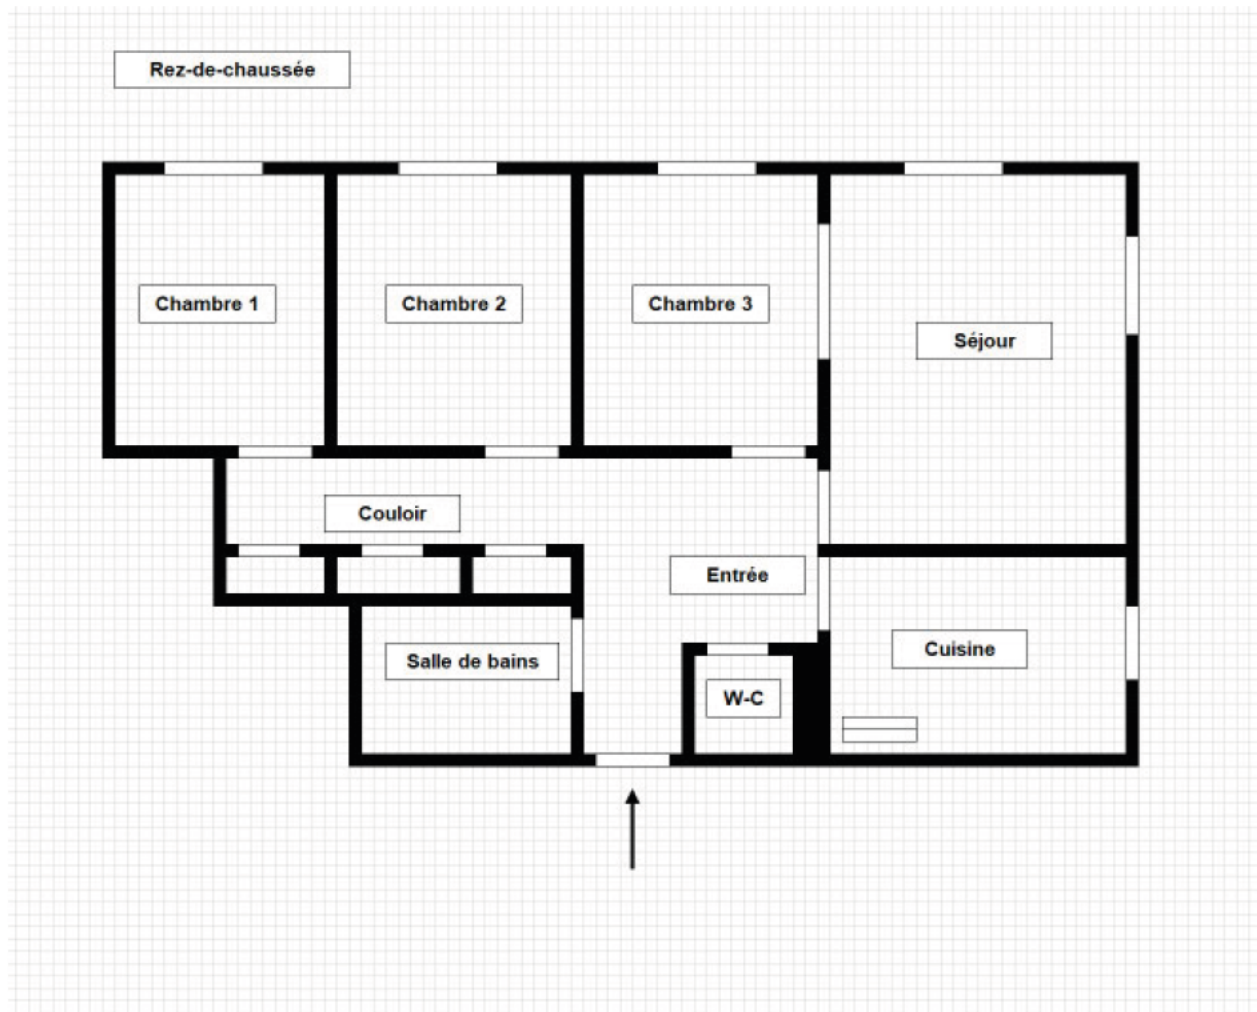 Rez-de-chaussée
Chambre 1
Chambre 2
Chambre 3
Séjour
Couloir
Entrée
Salle de bains
W-C
Cuisine